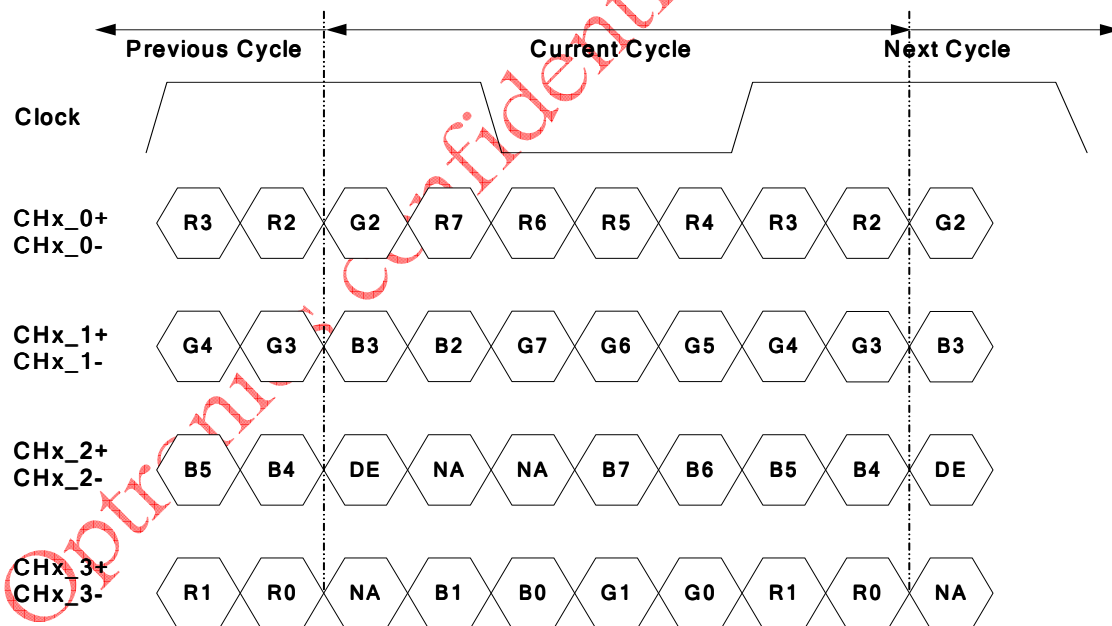 Previous Cycle Current Cycle Next Cycle
Clock
CHx_0+
CHx_0-
R3 R2 G2 R7 R6 R5 R4 R3 R2 G2
CHx_1+
CHx_1-
G4 G3 B3 B2 G7 G6 G5 G4 G3 B3
CHx_2+
CHx_2-
B5 B4 DE NA NA B7 B6 B5 B4 DE
CHx_3+
CHx_3-
R1 R0 NA B1 B0 G1 G0 R1 R0 NA